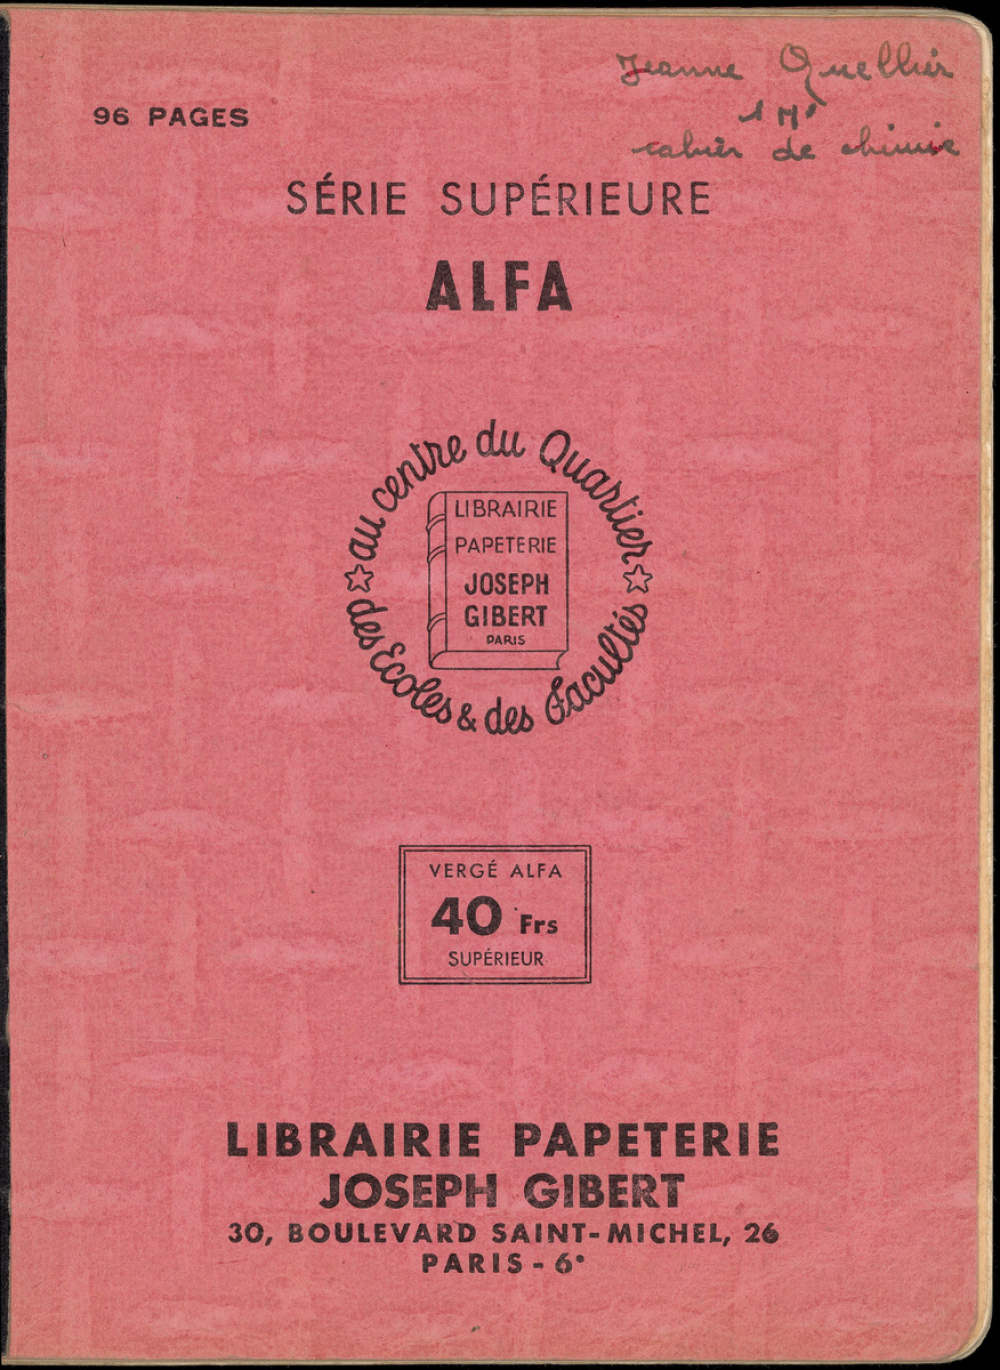 Jeanne Quellier
1 M'
cahier de chimie
96 PAGES
SÉRIE SUPÉRIEURE
ALFA
au centre du Quartier
des Ecoles & des Facultés
LIBRAIRIE
PAPETERIE
JOSEPH
GIBERT
PARIS
VERGÉ ALFA
40 Frs
SUPÉRIEUR
LIBRAIRIE PAPETERIE
JOSEPH GIBERT
30, BOULEVARD SAINT-MICHEL, 26
PARIS - 6ᵉ